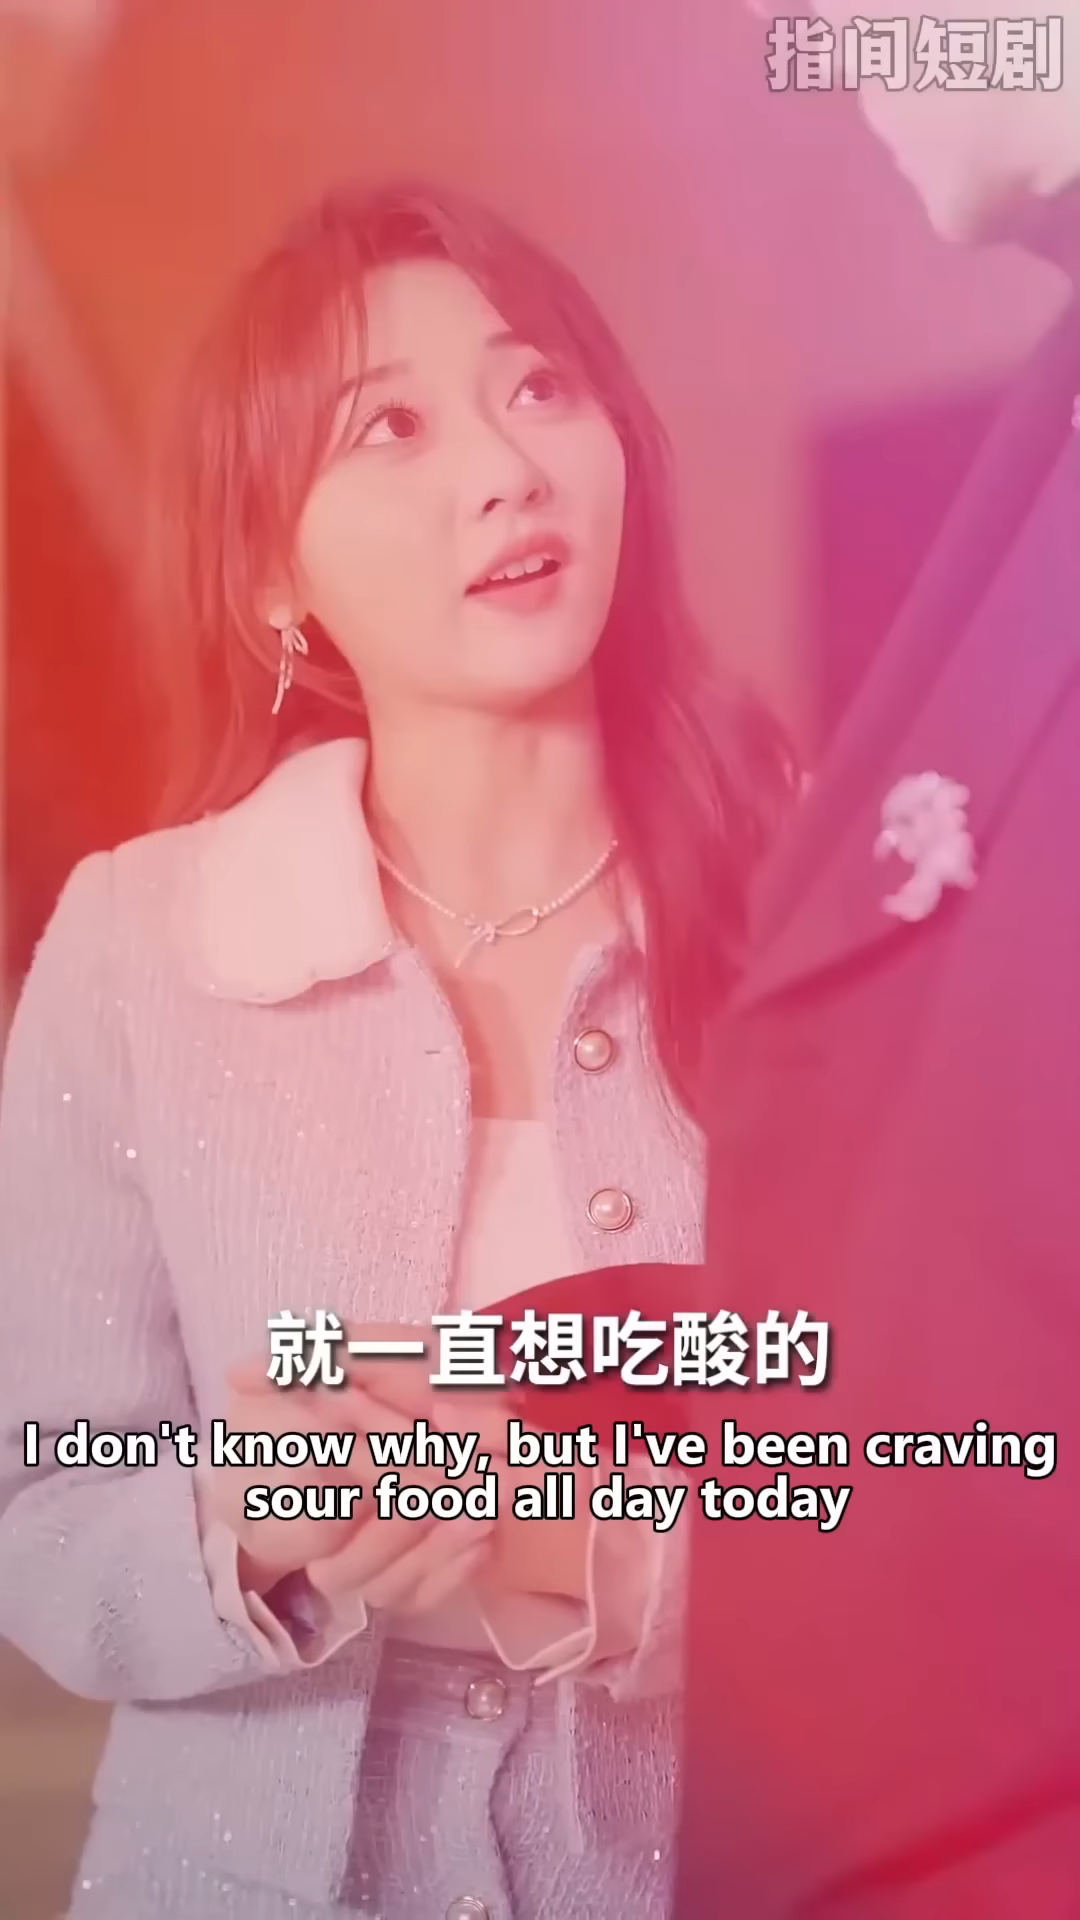 指间短剧
就一直想吃酸的
I don't know why, but I've been craving
sour food all day today